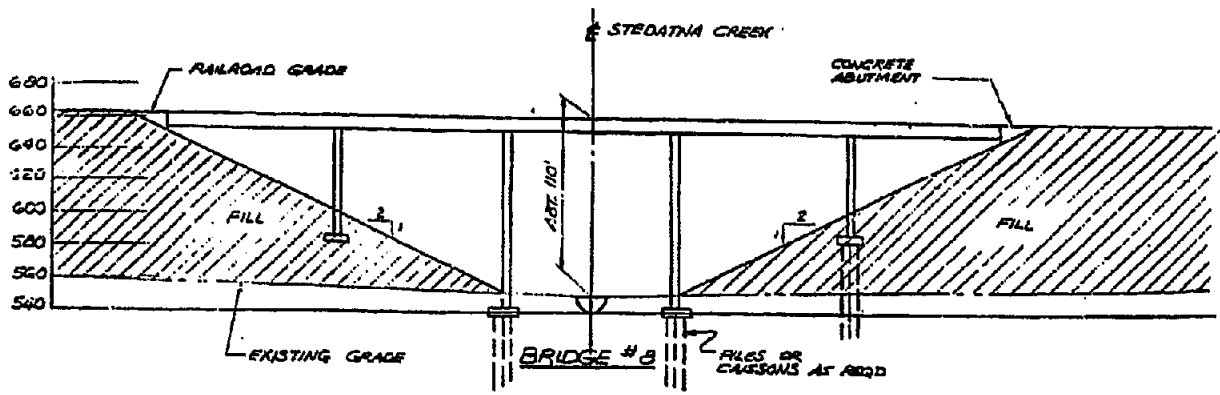 ℄ STEDATNA CREEK
RAILROAD GRADE
CONCRETE
ABUTMENT
680
660
640
620
600
580
560
540
ABT. 110'
2
1
2
1
FILL
FILL
EXISTING GRADE
BRIDGE #8
PILES OR
CAISSONS AS REQD